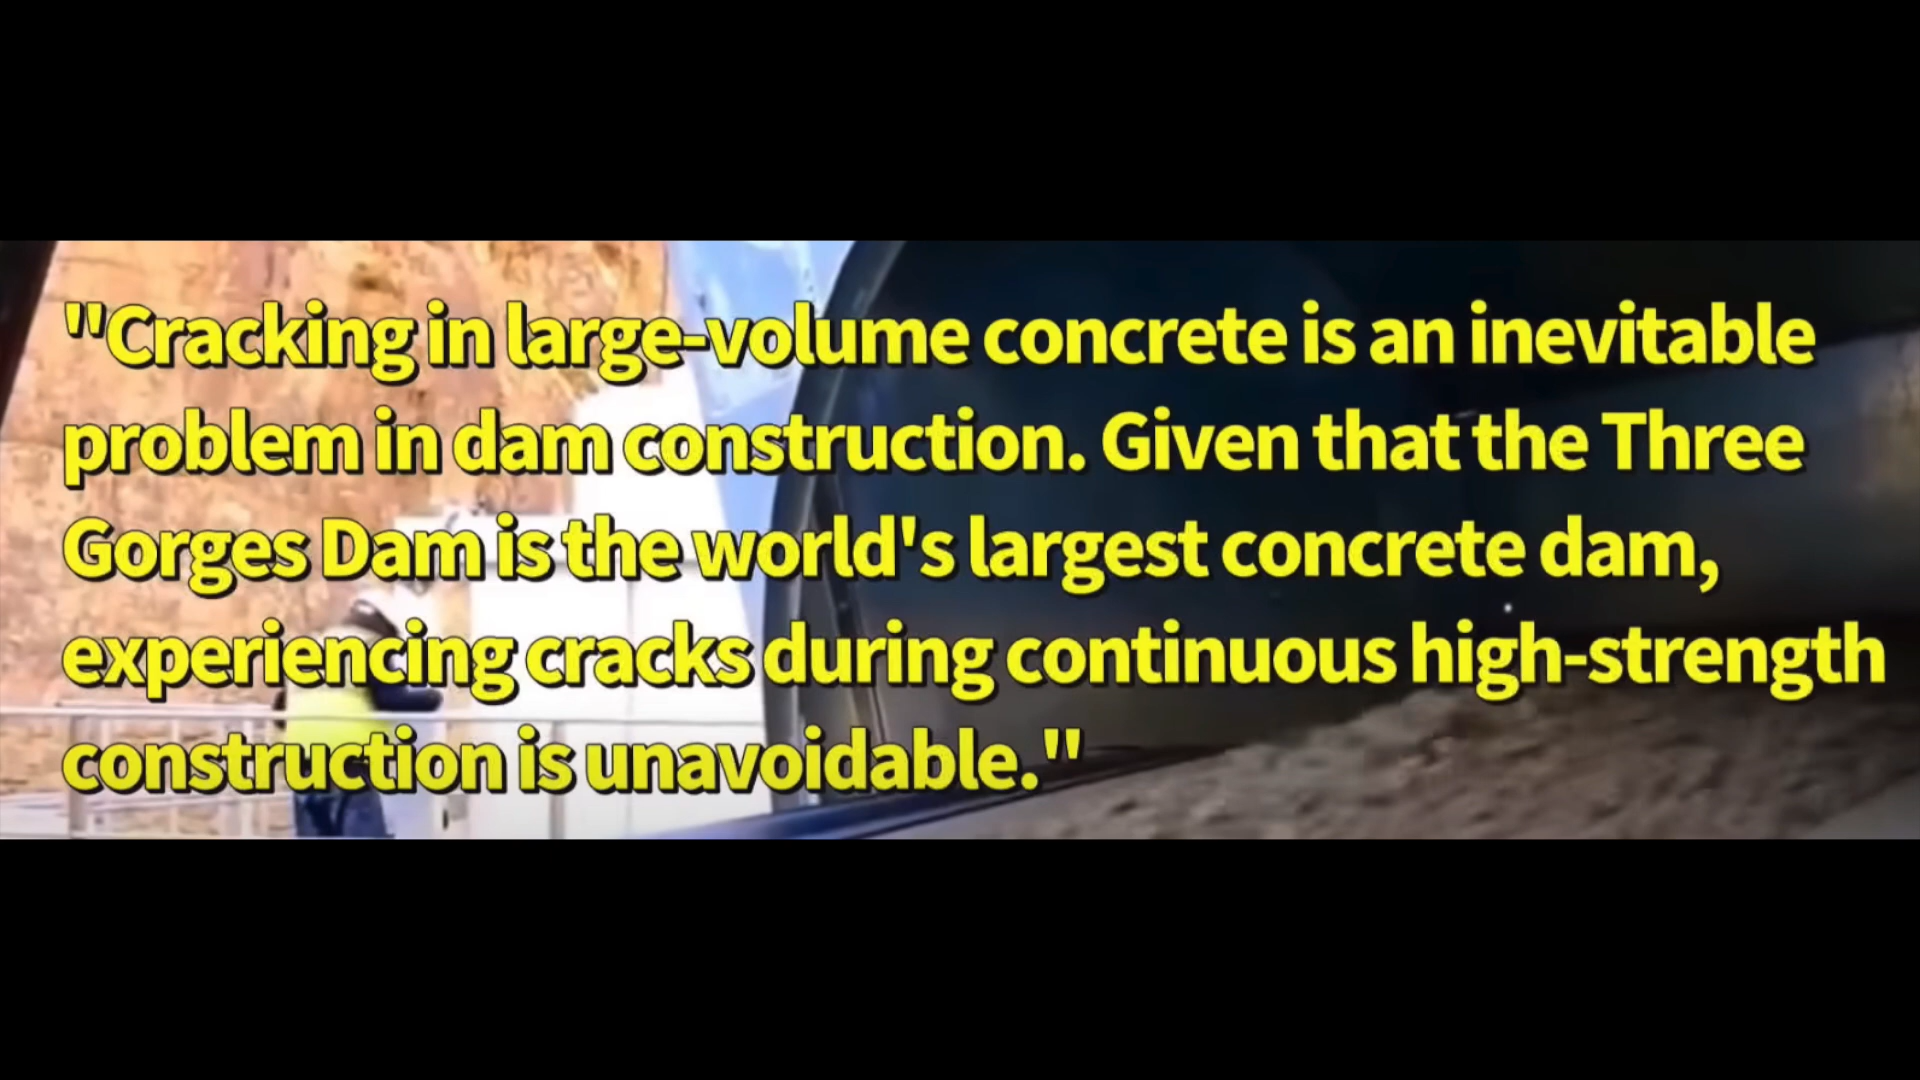 "Cracking in large-volume concrete is an inevitable
problem in dam construction. Given that the Three
Gorges Dam is the world's largest concrete dam,
experiencing cracks during continuous high-strength
construction is unavoidable."